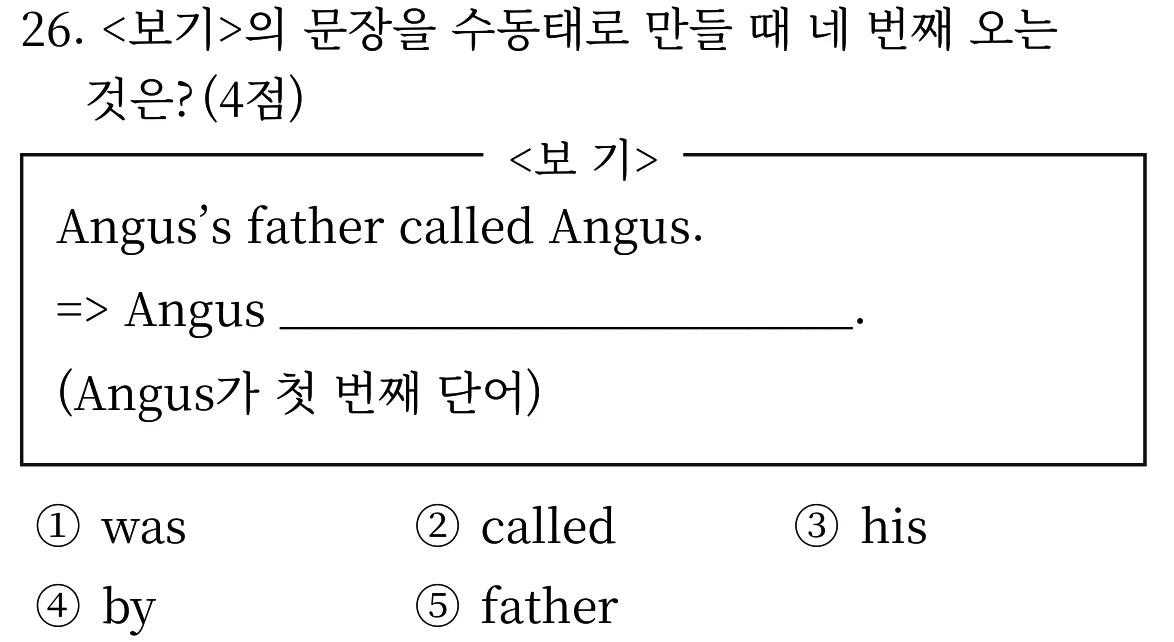 26. <보기>의 문장을 수동태로 만들 때 네 번째 오는
것은?(4점)
<보 기>
Angus’s father called Angus.
=> Angus ______________________.
(Angus가 첫 번째 단어)
① was ② called ③ his
④ by ⑤ father